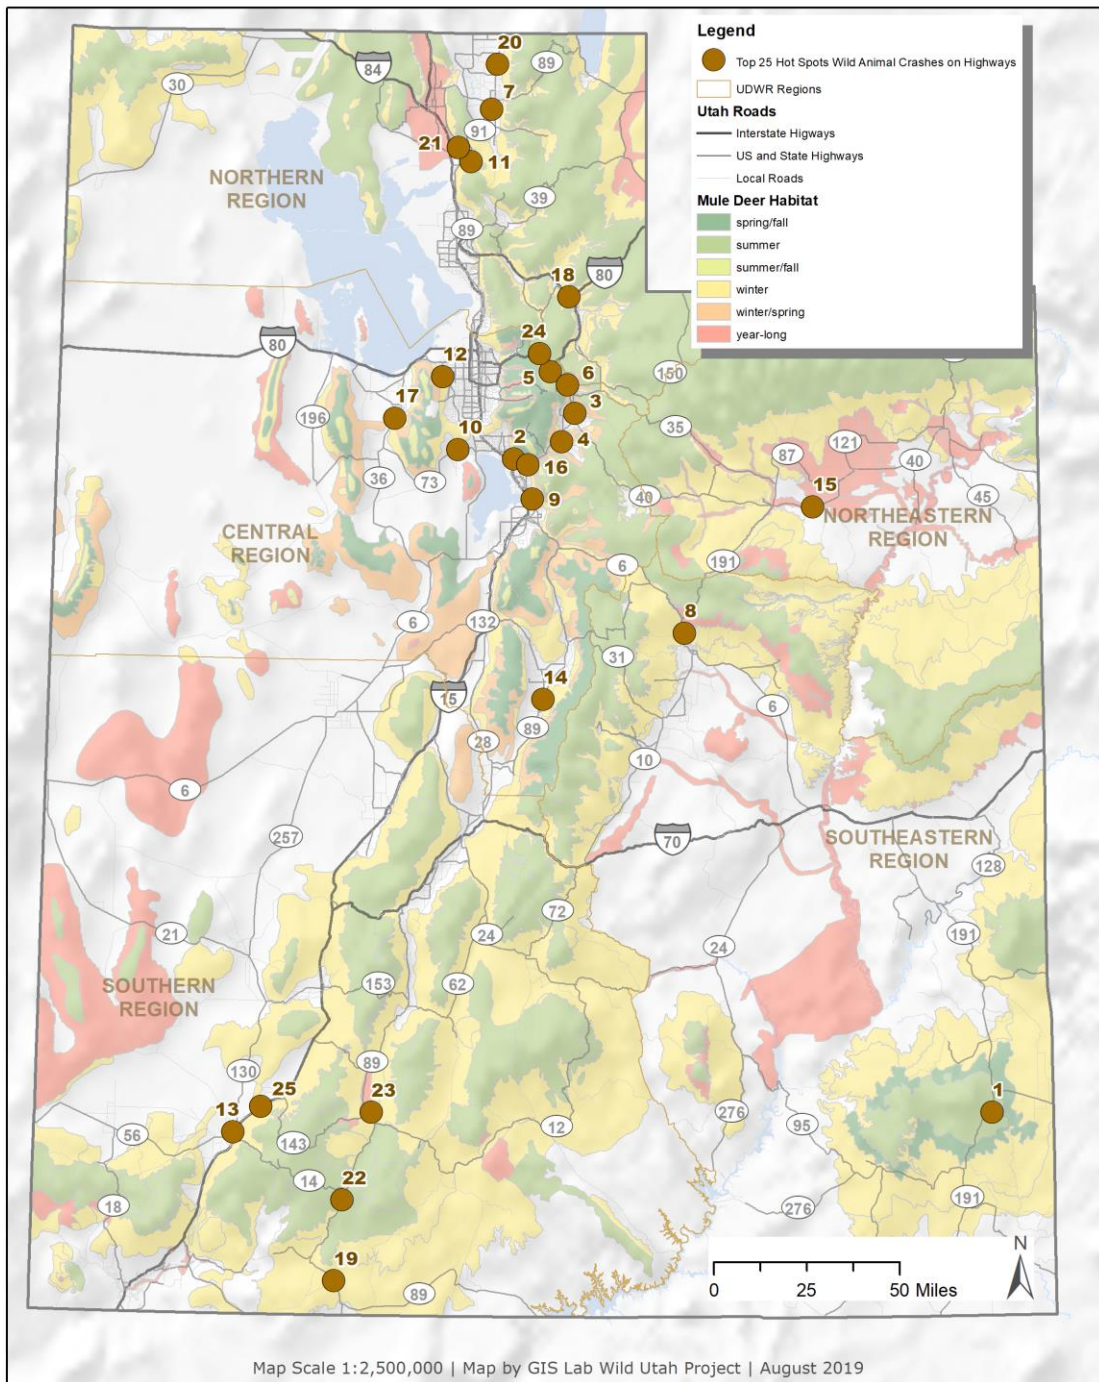 Legend
Top 25 Hot Spots Wild Animal Crashes on Highways
UDWR Regions
Utah Roads
Interstate Higways
US and State Highways
Local Roads
Mule Deer Habitat
spring/fall
summer
summer/fall
winter
winter/spring
year-long
20
89
84
30
7
91
21
11
NORTHERN
REGION
39
89
18
80
24
80
12
5
6
150
17
3
196
35
10
2
4
121
87
40
16
36
73
15
45
40
9
NORTHEASTERN
REGION
CENTRAL
REGION
6
191
6
132
8
31
14
15
6
89
28
10
6
257
70
SOUTHEASTERN
REGION
128
72
21
24
191
24
SOUTHERN
REGION
153
62
89
130
25
23
1
13
276
56
12
95
143
14
22
18
191
276
19
89
N
0
25
50 Miles
Map Scale 1:2,500,000 | Map by GIS Lab Wild Utah Project | August 2019